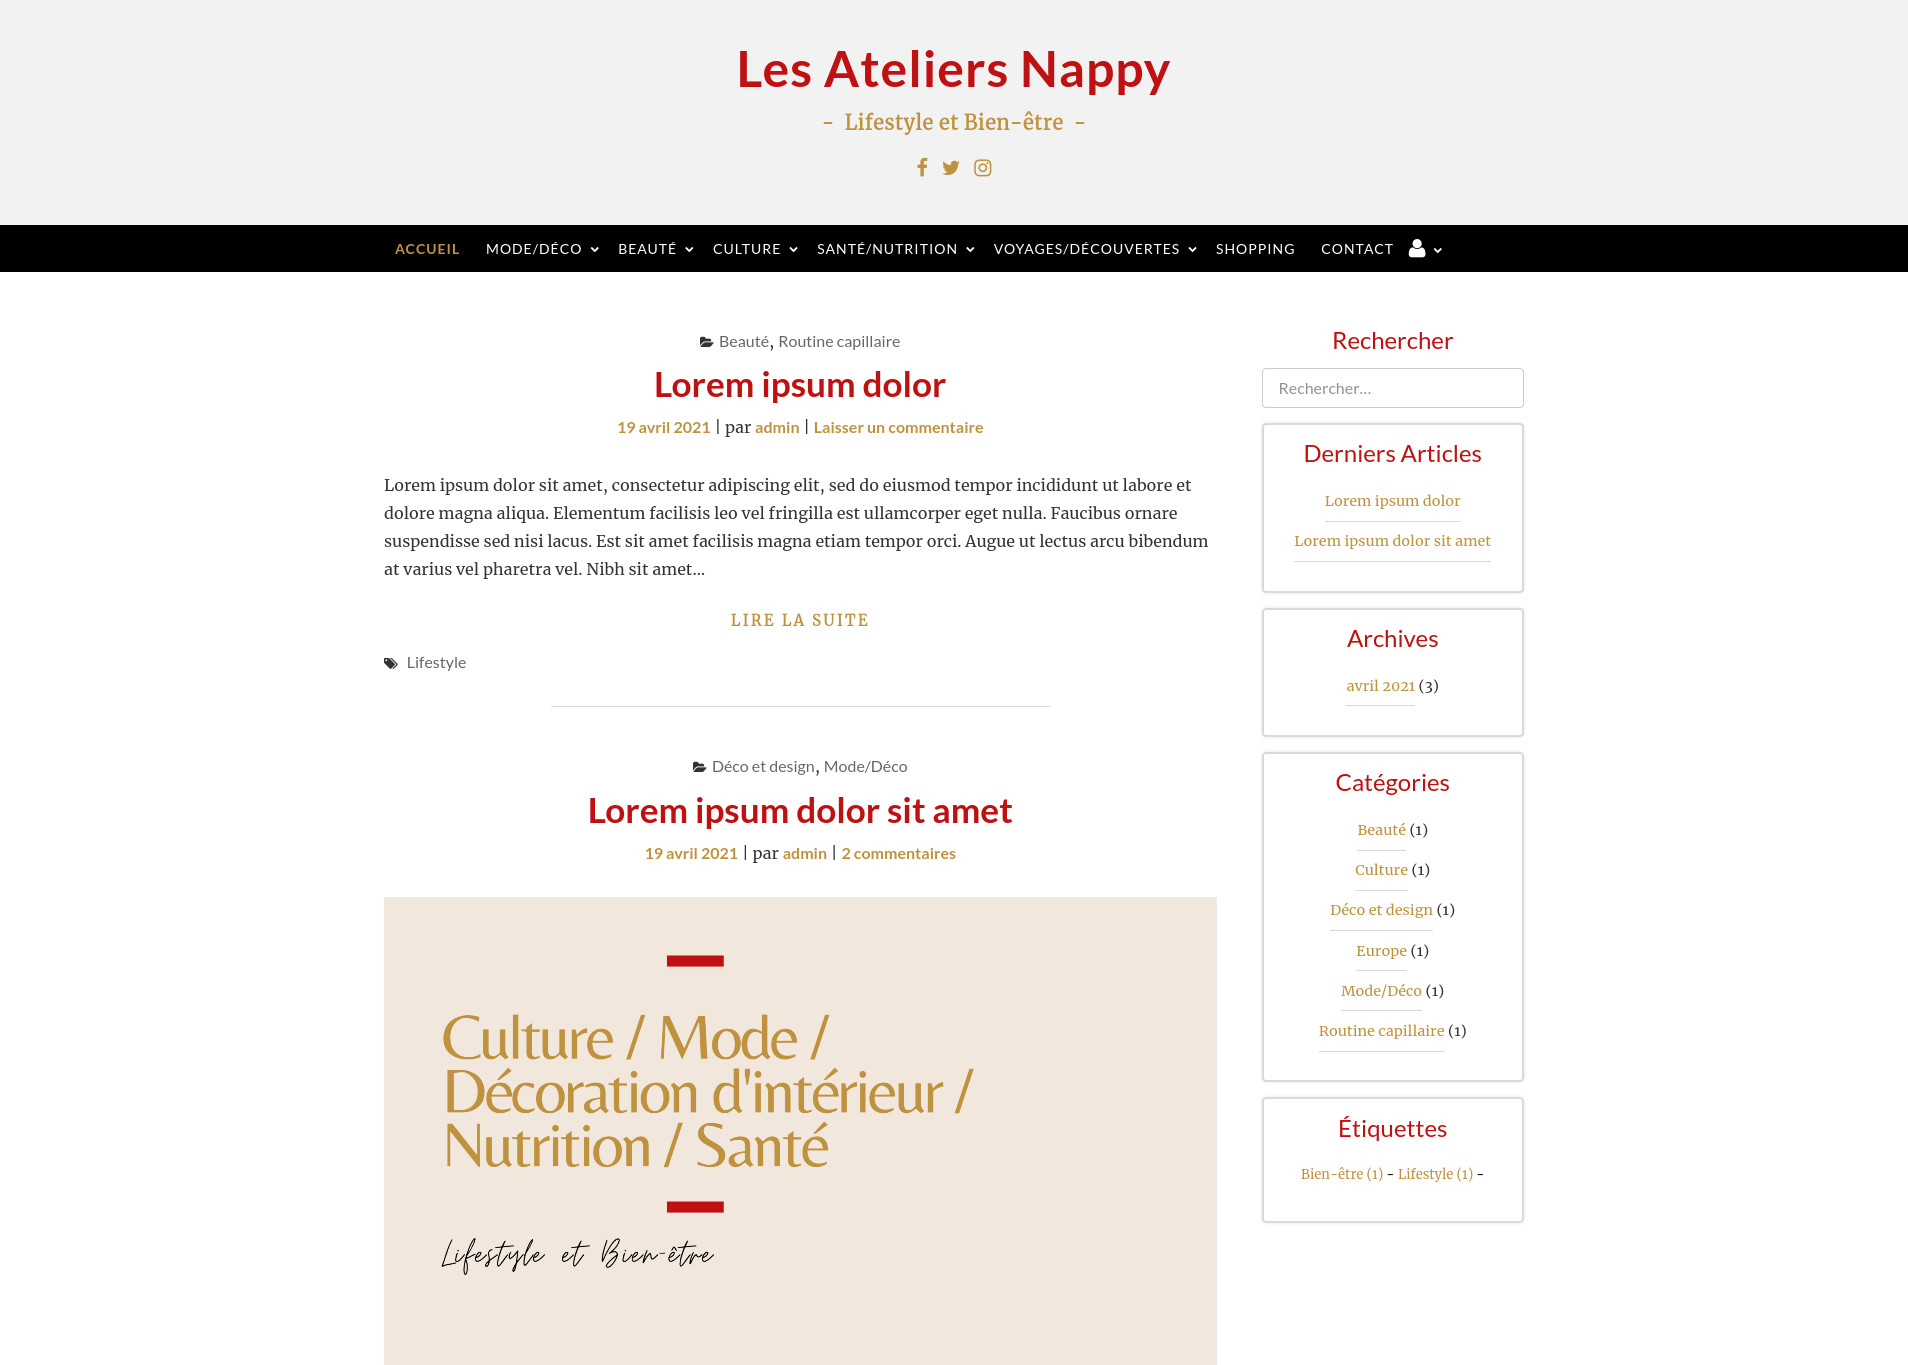 Les Ateliers Nappy
- Lifestyle et Bien-être -
ACCUEIL MODE/DÉCO BEAUTÉ CULTURE SANTÉ/NUTRITION VOYAGES/DÉCOUVERTES SHOPPING CONTACT
Beauté, Routine capillaire
Lorem ipsum dolor
19 avril 2021 | par admin | Laisser un commentaire
Lorem ipsum dolor sit amet, consectetur adipiscing elit, sed do eiusmod tempor incididunt ut labore et
dolore magna aliqua. Elementum facilisis leo vel fringilla est ullamcorper eget nulla. Faucibus ornare
suspendisse sed nisi lacus. Est sit amet facilisis magna etiam tempor orci. Augue ut lectus arcu bibendum
at varius vel pharetra vel. Nibh sit amet...
LIRE LA SUITE
Lifestyle
Déco et design, Mode/Déco
Lorem ipsum dolor sit amet
19 avril 2021 | par admin | 2 commentaires
Culture / Mode /
Décoration d'intérieur /
Nutrition / Santé
Lifestyle et Bien-être
Rechercher
Rechercher...
Derniers Articles
Lorem ipsum dolor
Lorem ipsum dolor sit amet
Archives
avril 2021 (3)
Catégories
Beauté (1)
Culture (1)
Déco et design (1)
Europe (1)
Mode/Déco (1)
Routine capillaire (1)
Étiquettes
Bien-être (1) - Lifestyle (1) -